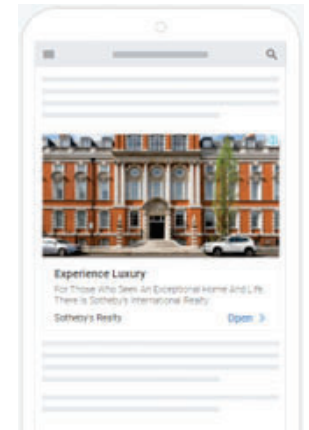 Experience Luxury
For Those Who Seek An Exceptional Home And Life,
There Is Sotheby's International Realty
Sotheby's Realty
Open >